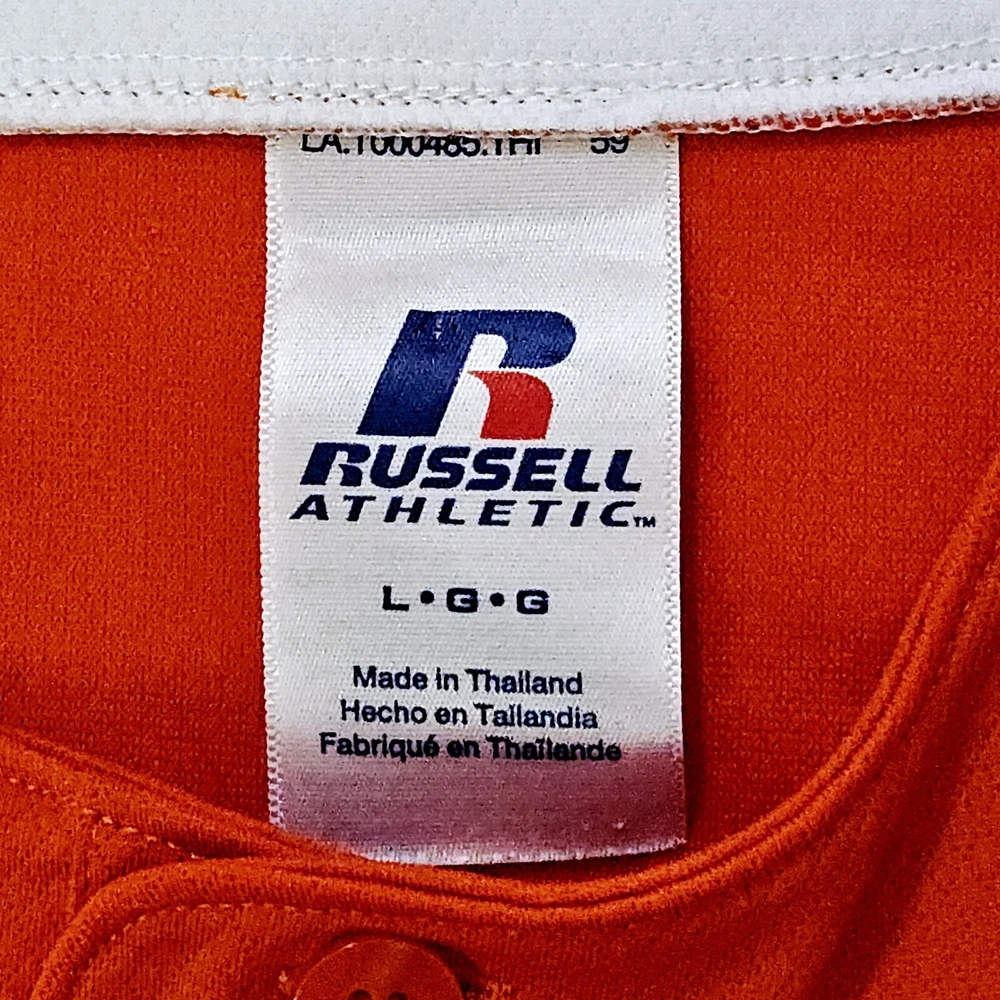 LA.1000485.THI 59
R
RUSSELL
ATHLETIC™
L•G•G
Made in Thailand
Hecho en Tailandia
Fabriqué en Thaïlande